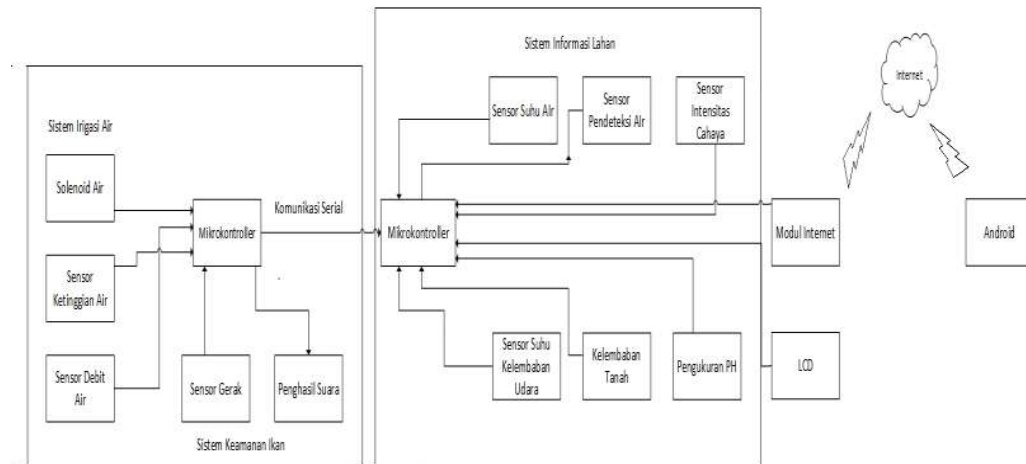 Sistem Informasi Lahan
Internet
Sensor Suhu AIr
Sensor
Pendeteksi AIr
Sensor
Intensitas
Cahaya
Sistem Irigasi Air
Solenoid Air
Komunikasi Serial
Mikrokontroller
Mikrokontroller
Modul Internet
Android
Sensor
Ketinggian Air
Sensor Debit
Air
Sensor Gerak
Penghasil Suara
Sensor Suhu
Kelembaban
Udara
Kelembaban
Tanah
Pengukuran PH
LCD
Sistem Keamanan Ikan